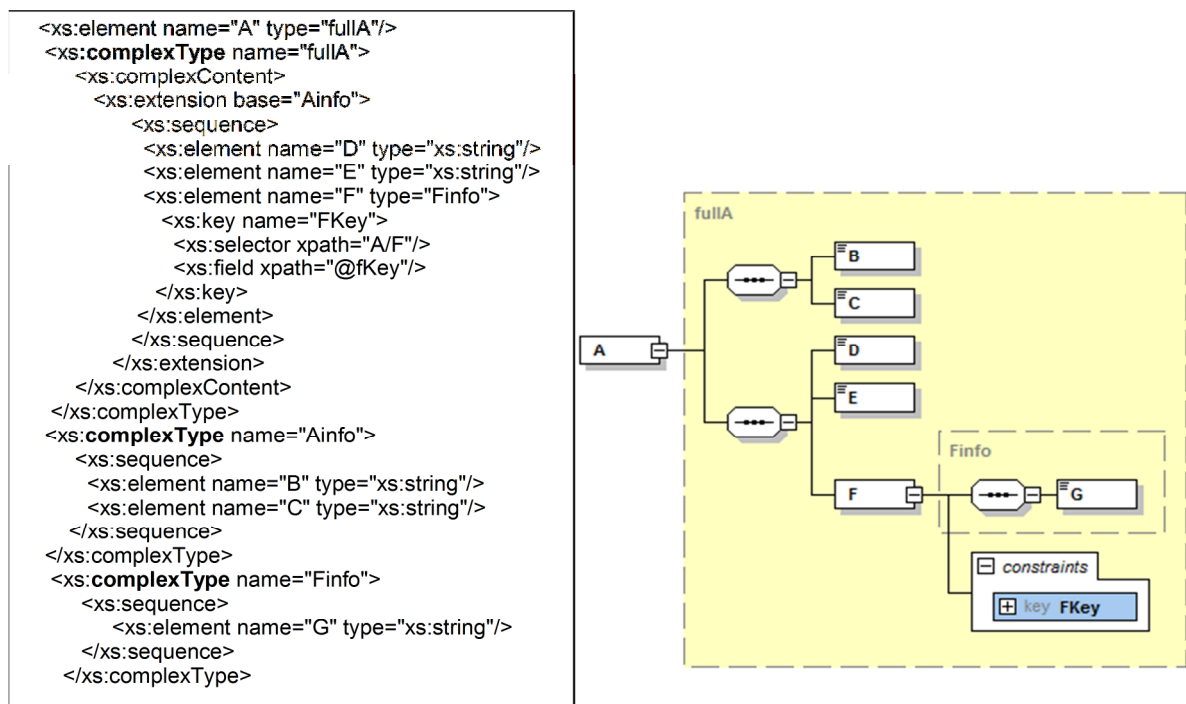 <xs:element name="A" type="fullA"/>
<xs:complexType name="fullA">
<xs:complexContent>
<xs:extension base="Ainfo">
<xs:sequence>
<xs:element name="D" type="xs:string"/>
<xs:element name="E" type="xs:string"/>
<xs:element name="F" type="Finfo">
<xs:key name="FKey">
<xs:selector xpath="A/F"/>
<xs:field xpath="@fKey"/>
</xs:key>
</xs:element>
</xs:sequence>
</xs:extension>
</xs:complexContent>
</xs:complexType>
<xs:complexType name="Ainfo">
<xs:sequence>
<xs:element name="B" type="xs:string"/>
<xs:element name="C" type="xs:string"/>
</xs:sequence>
</xs:complexType>
<xs:complexType name="Finfo">
<xs:sequence>
<xs:element name="G" type="xs:string"/>
</xs:sequence>
</xs:complexType>
fullA
B
C
A
D
E
Finfo
F
G
constraints
key FKey